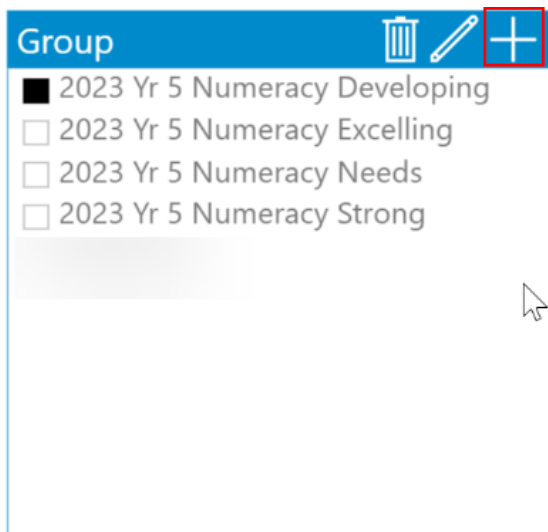 Group
2023 Yr 5 Numeracy Developing
2023 Yr 5 Numeracy Excelling
2023 Yr 5 Numeracy Needs
2023 Yr 5 Numeracy Strong